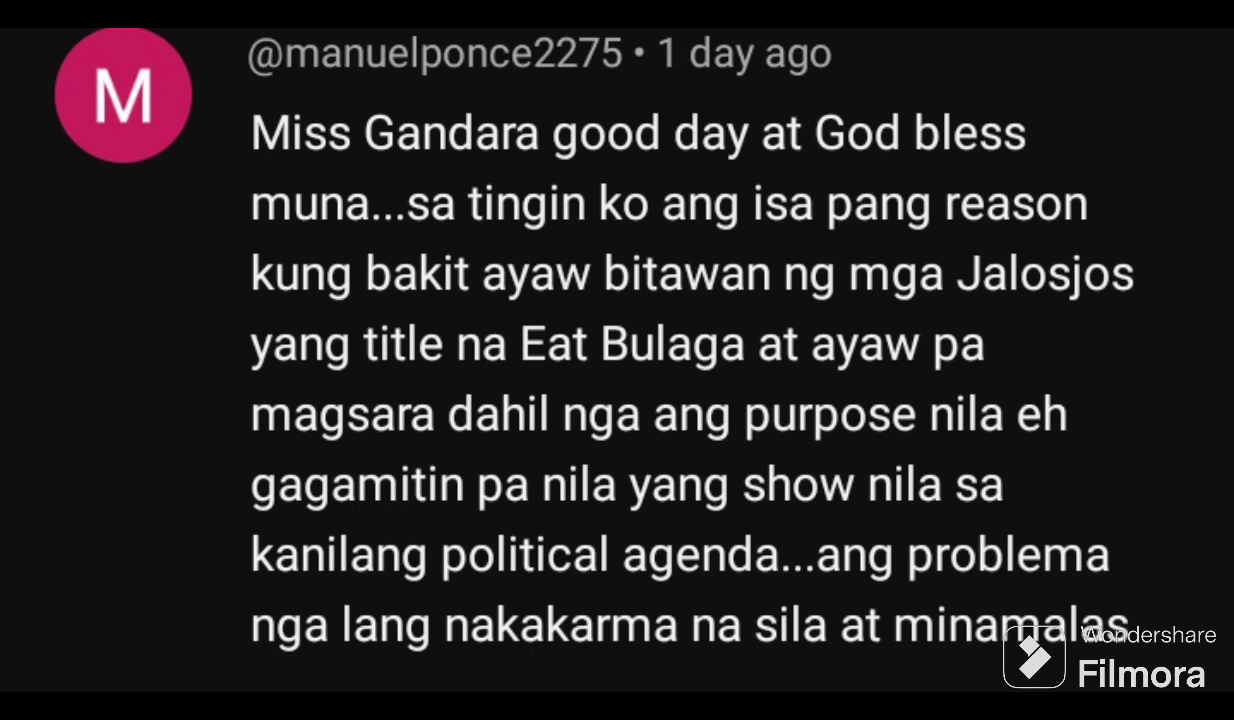 M
@manuelponce2275 • 1 day ago
Miss Gandara good day at God bless
muna...sa tingin ko ang isa pang reason
kung bakit ayaw bitawan ng mga Jalosjos
yang title na Eat Bulaga at ayaw pa
magsara dahil nga ang purpose nila eh
gagamitin pa nila yang show nila sa
kanilang political agenda...ang problema
nga lang nakakarma na sila at minamalas
Wondershare
Filmora